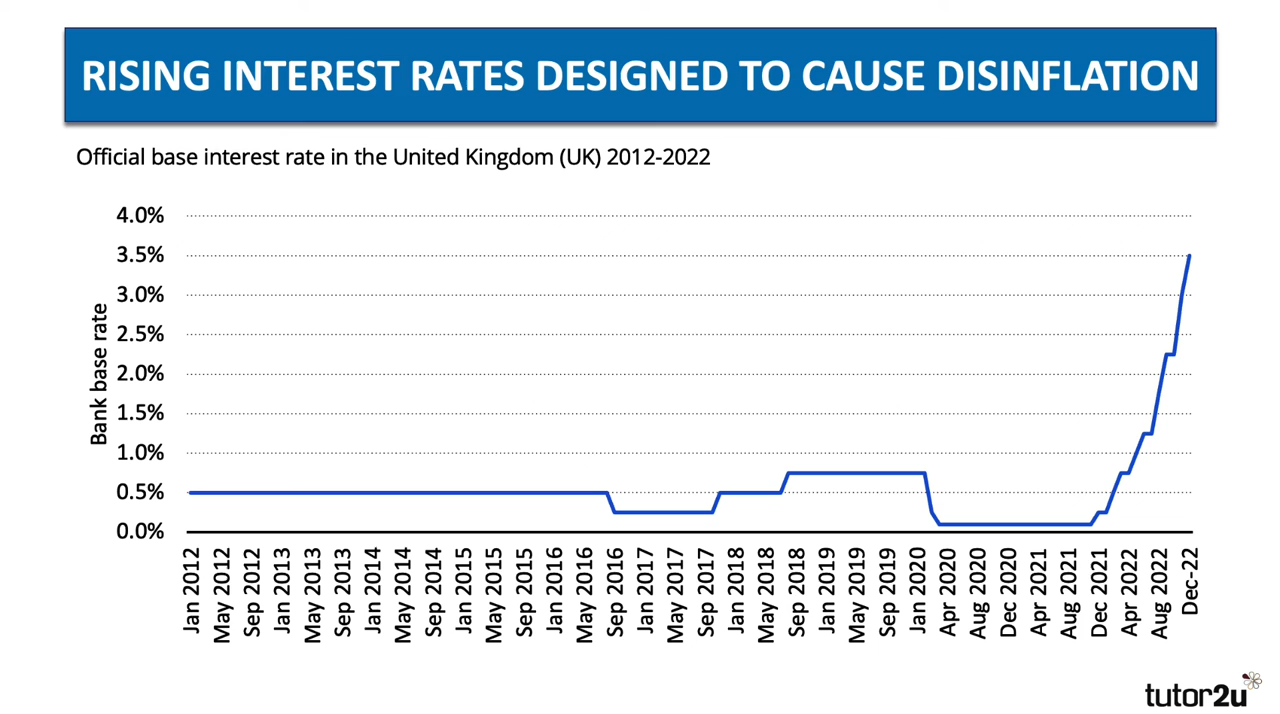 RISING INTEREST RATES DESIGNED TO CAUSE DISINFLATION
Official base interest rate in the United Kingdom (UK) 2012-2022
Bank base rate
4.0%
3.5%
3.0%
2.5%
2.0%
1.5%
1.0%
0.5%
0.0%
Jan 2012
May 2012
Sep 2012
Jan 2013
May 2013
Sep 2013
Jan 2014
May 2014
Sep 2014
Jan 2015
May 2015
Sep 2015
Jan 2016
May 2016
Sep 2016
Jan 2017
May 2017
Sep 2017
Jan 2018
May 2018
Sep 2018
Jan 2019
May 2019
Sep 2019
Jan 2020
Apr 2020
Aug 2020
Dec 2020
Apr 2021
Aug 2021
Dec 2021
Apr 2022
Aug 2022
Dec-22
tutor2u